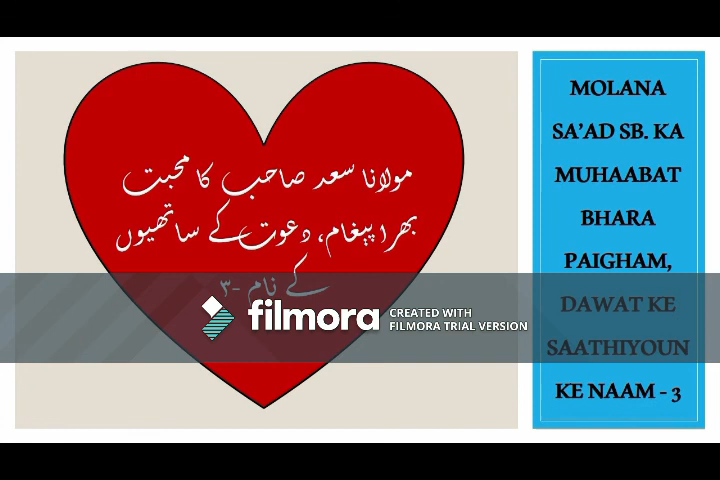 مولانا سعد صاحب کا محبت
بھرا پیغام، دعوت کے ساتھیوں
کے نام -۳
MOLANA
SA'AD SB. KA
MUHAABAT
BHARA
PAIGHAM,
DAWAT KE
SAATHIYOUN
KE NAAM - 3
filmora
CREATED WITH
FILMORA TRIAL VERSION